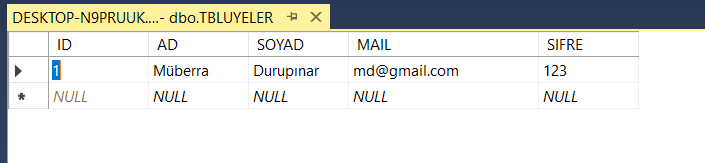 DESKTOP-N9PRUUK....- dbo.TBLUYELER
ID AD SOYAD MAIL SIFRE
1 Müberra Durupınar md@gmail.com 123
NULL NULL NULL NULL NULL